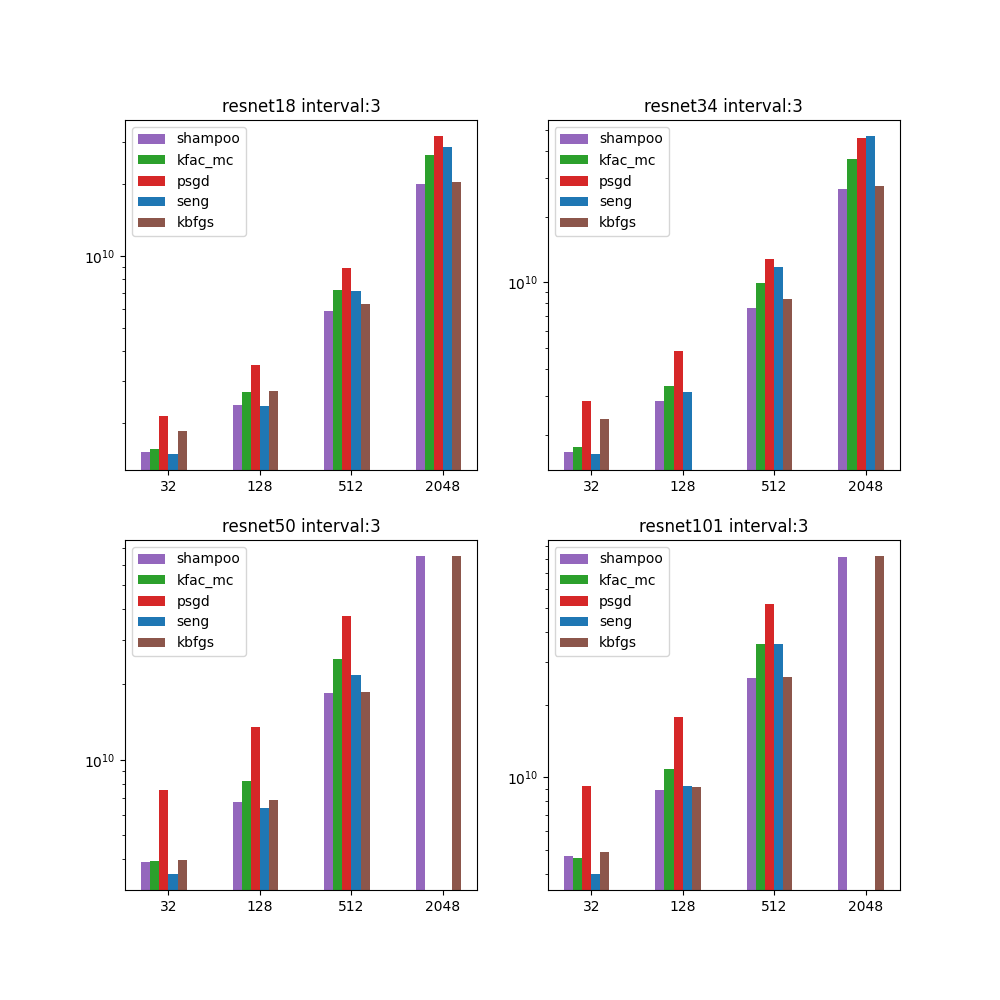 resnet18 interval:3
shampoo
kfac_mc
psgd
seng
kbfgs
10^10
32 128 512 2048
resnet34 interval:3
shampoo
kfac_mc
psgd
seng
kbfgs
10^10
32 128 512 2048
resnet50 interval:3
shampoo
kfac_mc
psgd
seng
kbfgs
10^10
32 128 512 2048
resnet101 interval:3
shampoo
kfac_mc
psgd
seng
kbfgs
10^10
32 128 512 2048